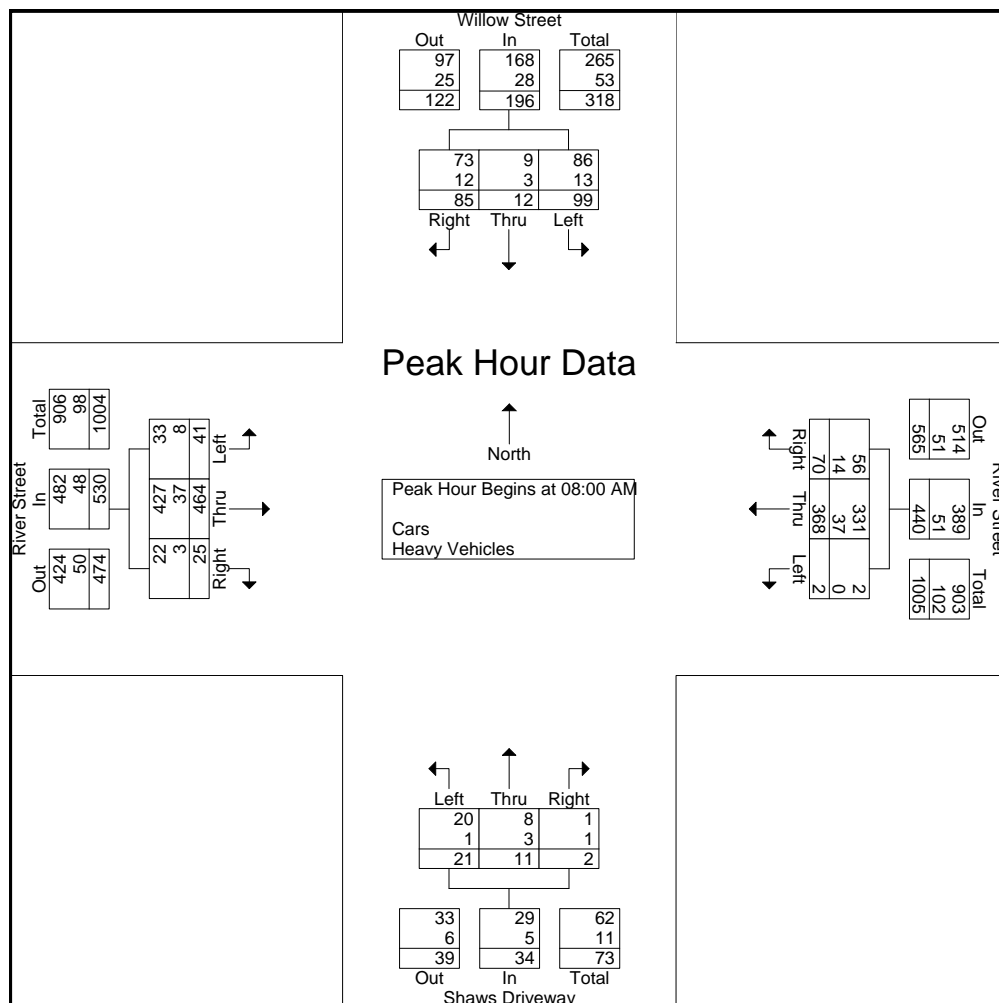 Willow Street
Out In Total
97 168 265
25 28 53
122 196 318
73 9 86
12 3 13
85 12 99
Right Thru Left
Peak Hour Data
North
Peak Hour Begins at 08:00 AM
Cars
Heavy Vehicles
River Street
Out In Total
424 482 906
50 48 98
474 530 1004
Left Thru Right
33 427 22
8 37 3
41 464 25
River Street
Out In Total
514 389 903
51 51 102
565 440 1005
56 331 2
14 37 0
70 368 2
Right Thru Left
Left Thru Right
20 8 1
1 3 1
21 11 2
33 29 62
6 5 11
39 34 73
Out In Total
Shaws Driveway